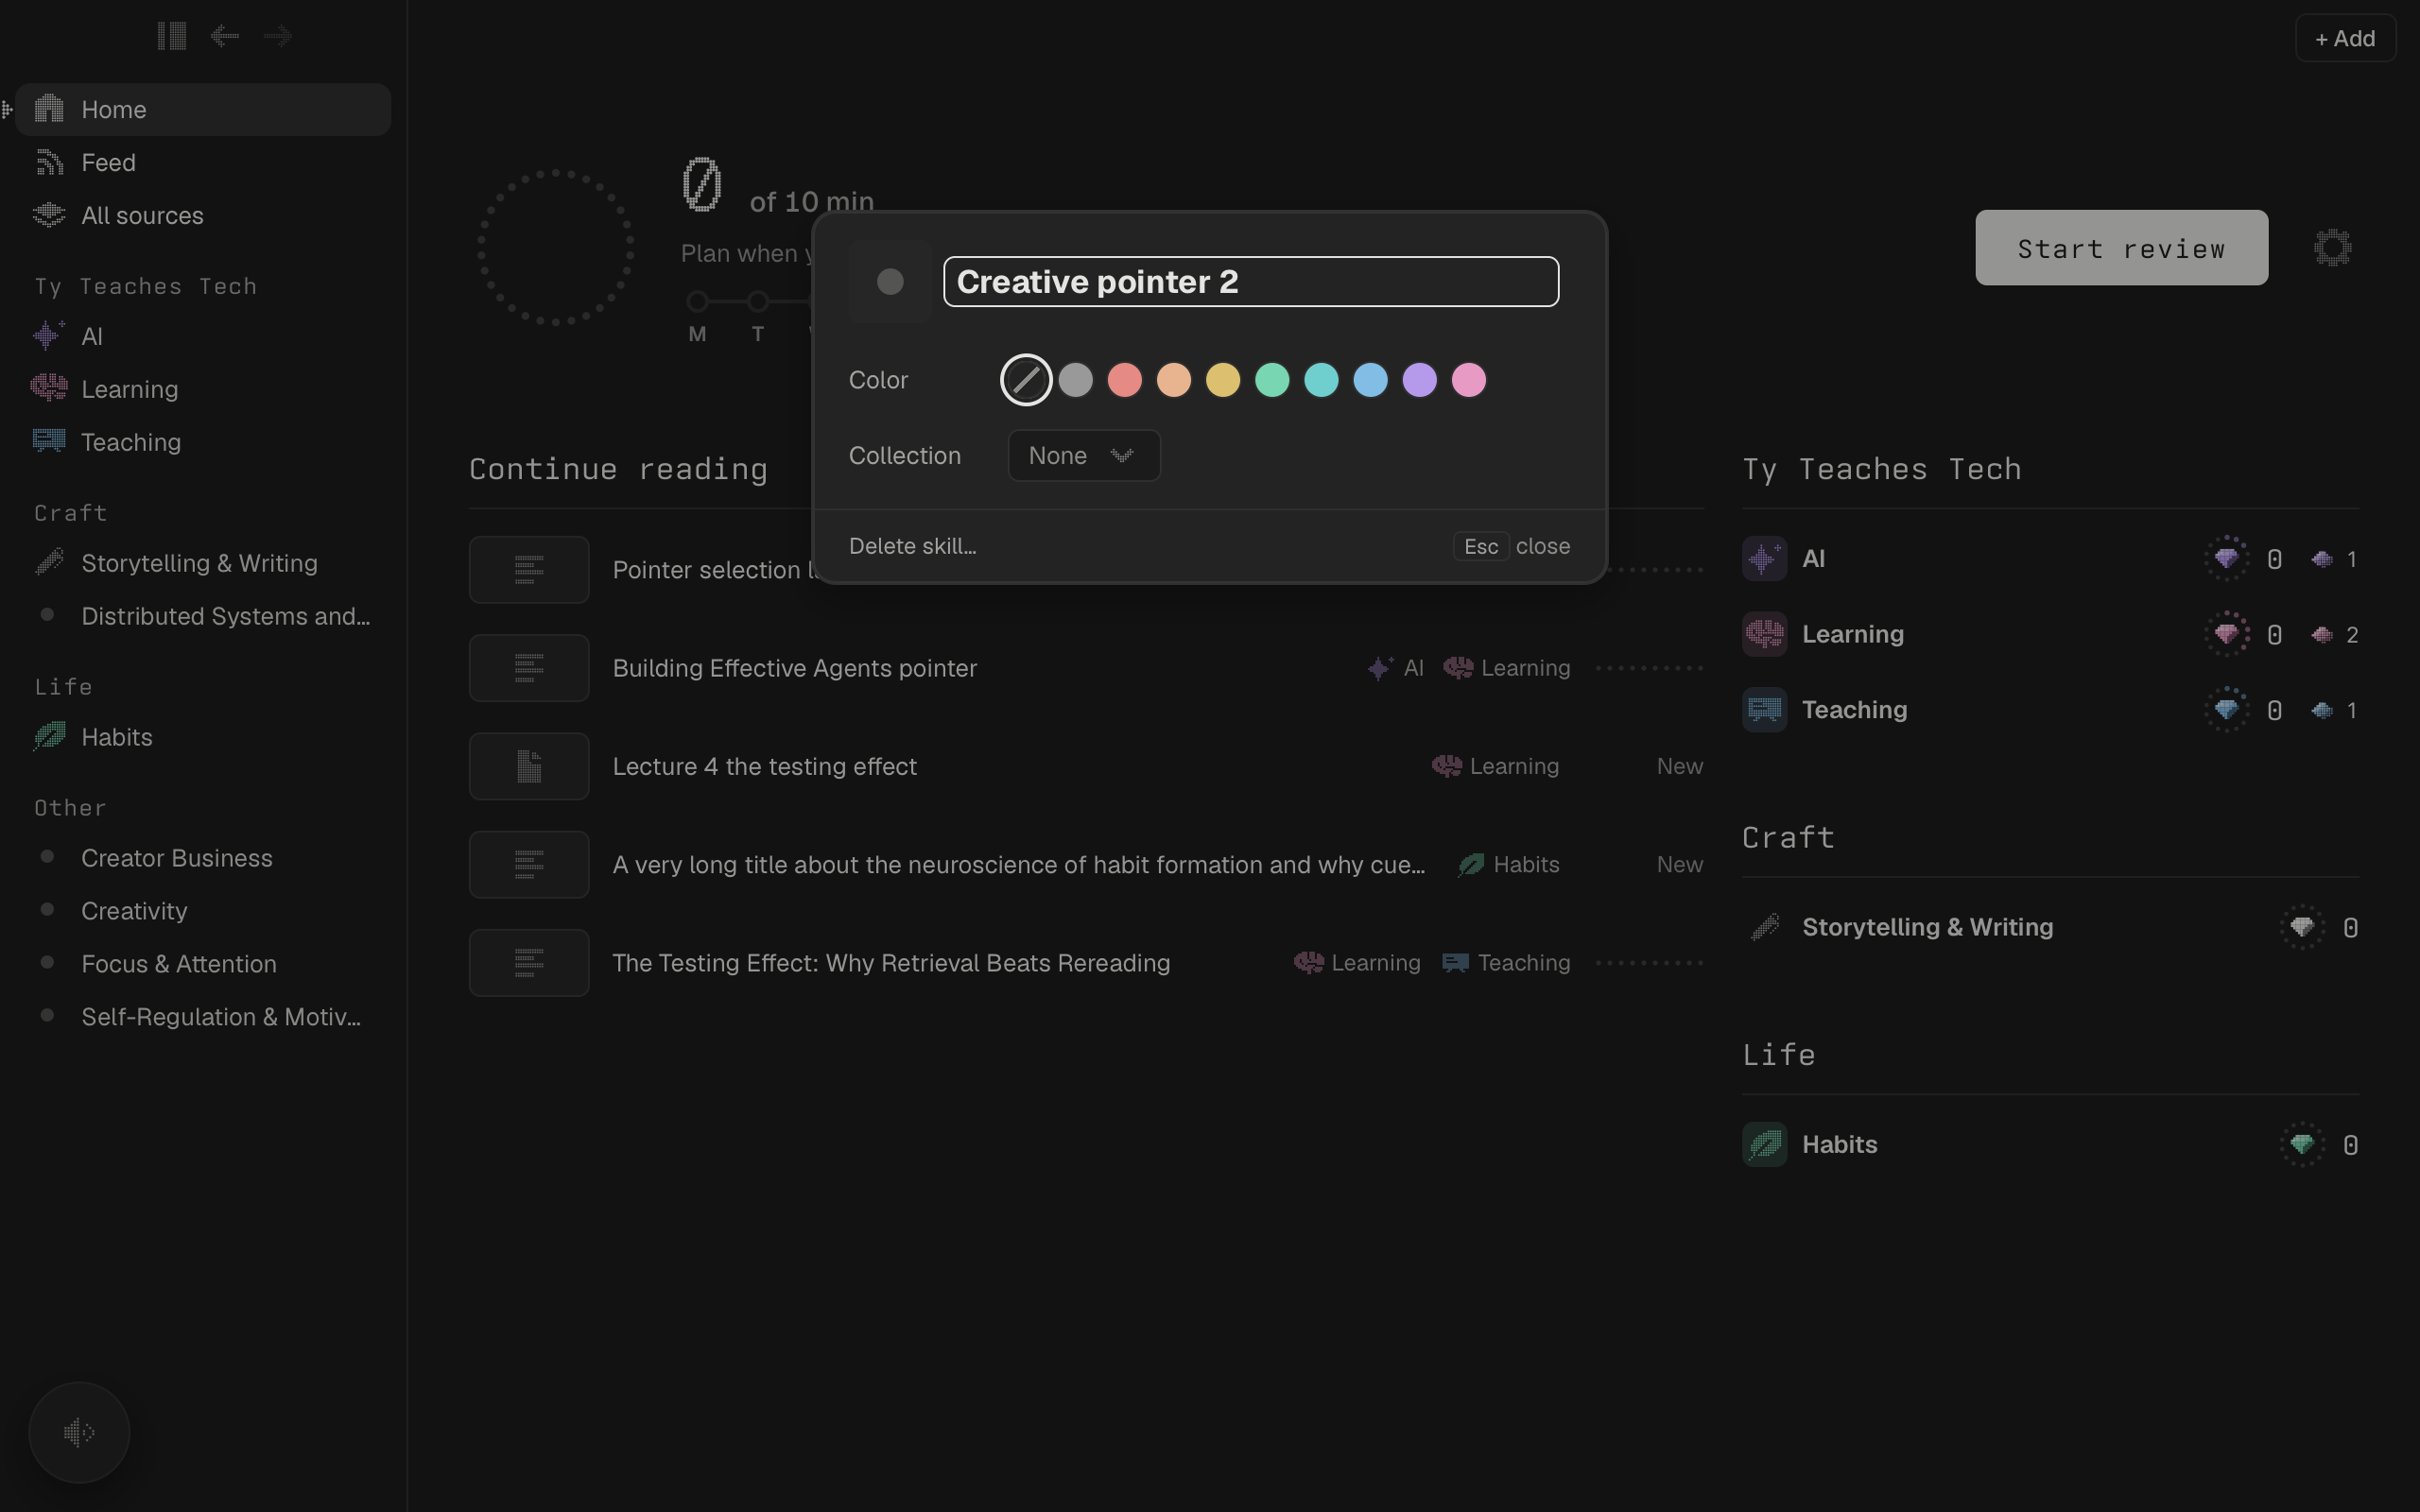 + Add
Home
Feed
All sources
Ty Teaches Tech
AI
Learning
Teaching
Craft
Storytelling & Writing
Distributed Systems and...
Life
Habits
Other
Creator Business
Creativity
Focus & Attention
Self-Regulation & Motiv...
0 of 10 min
Plan when
M T
Start review
Creative pointer 2
Color
Collection None
Delete skill...
Esc close
Continue reading
Pointer selection
Building Effective Agents pointer AI Learning
Lecture 4 the testing effect Learning New
A very long title about the neuroscience of habit formation and why cue... Habits New
The Testing Effect: Why Retrieval Beats Rereading Learning Teaching
Ty Teaches Tech
AI 0 1
Learning 0 2
Teaching 0 1
Craft
Storytelling & Writing 0
Life
Habits 0